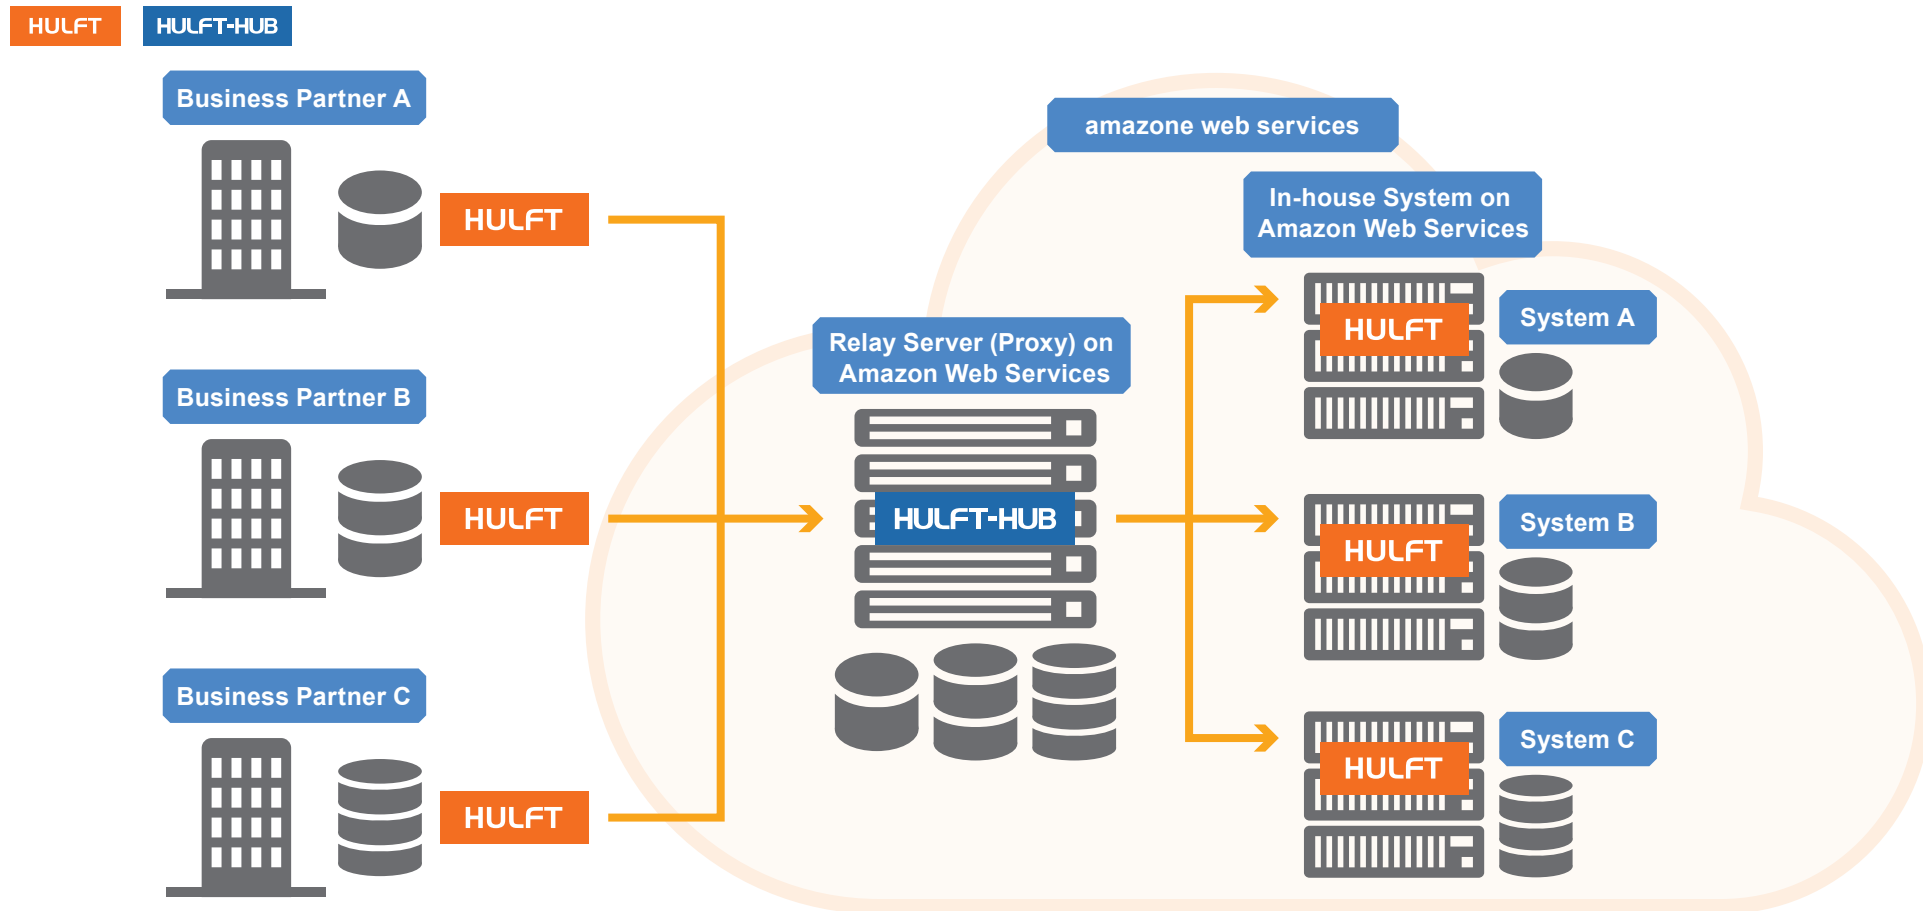 HULFT
HULFT-HUB
Business Partner A
HULFT
Business Partner B
HULFT
Business Partner C
HULFT
amazone web services
Relay Server (Proxy) on
Amazon Web Services
HULFT-HUB
In-house System on
Amazon Web Services
HULFT
System A
HULFT
System B
HULFT
System C